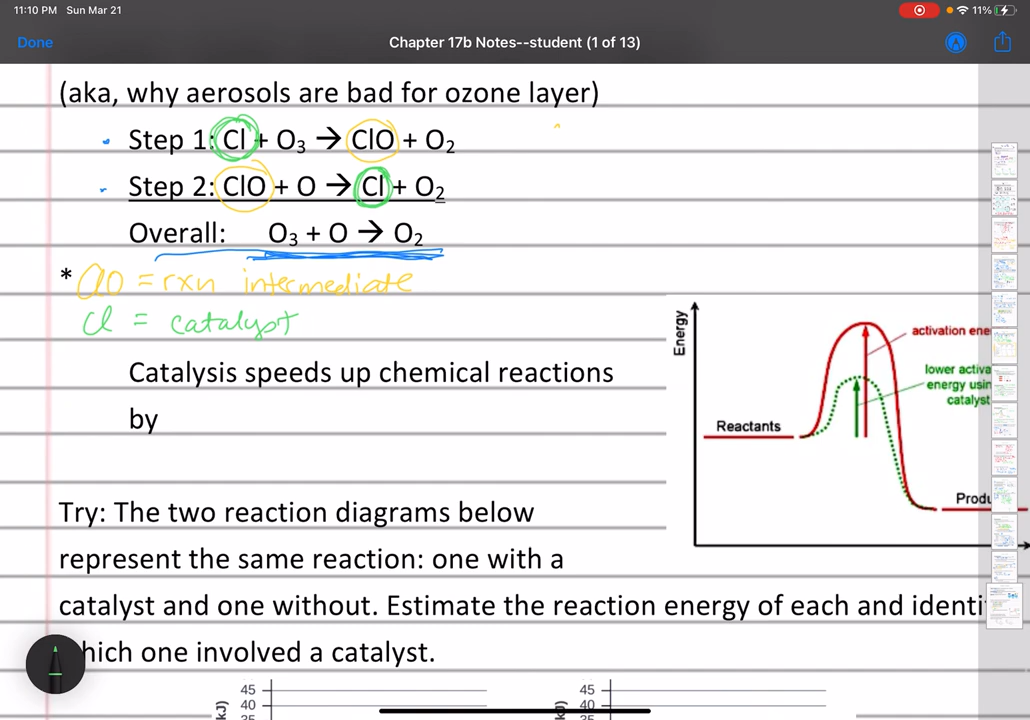 11:10 PM Sun Mar 21
11%
Done
Chapter 17b Notes--student (1 of 13)
(aka, why aerosols are bad for ozone layer)
Step 1: Cl + O₃ → ClO + O₂
Step 2: ClO + O → Cl + O₂
Overall: O₃ + O → O₂
* ClO = rxn intermediate
Cl = catalyst
Catalysis speeds up chemical reactions
by
Energy
activation ene
lower activa
energy usin
catalyst
Reactants
Produ
Try: The two reaction diagrams below
represent the same reaction: one with a
catalyst and one without. Estimate the reaction energy of each and identi
hich one involved a catalyst.
45
40
35
kJ)
45
40